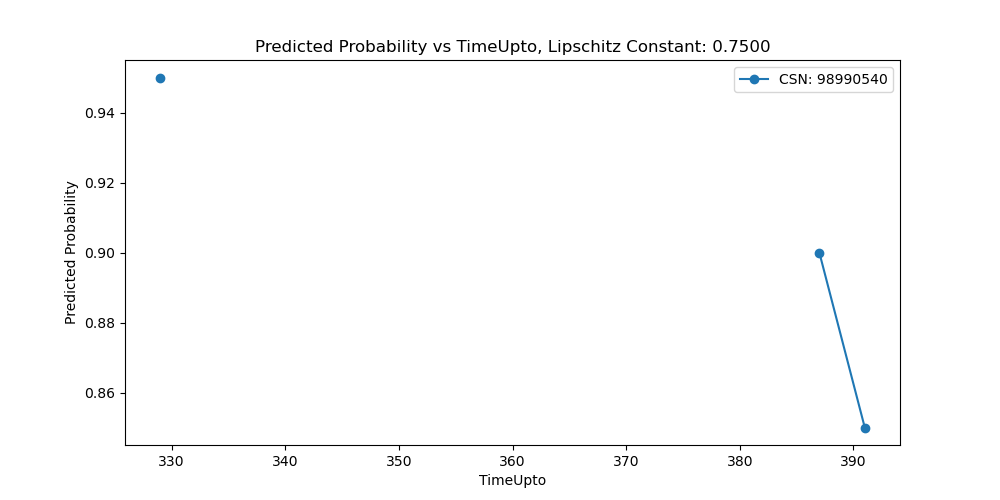 Predicted Probability vs TimeUpto, Lipschitz Constant: 0.7500
CSN: 98990540
Predicted Probability
0.94
0.92
0.90
0.88
0.86
330 340 350 360 370 380 390
TimeUpto